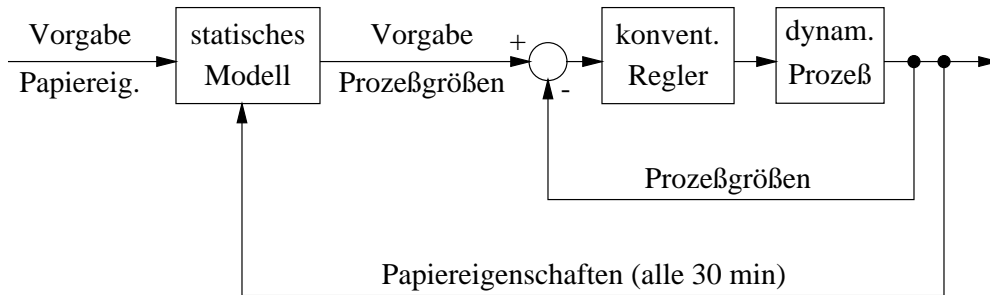 Vorgabe
Papiereig.
statisches
Modell
Vorgabe
Prozeßgrößen
+
-
konvent.
Regler
dynam.
Prozeß
Prozeßgrößen
Papiereigenschaften (alle 30 min)